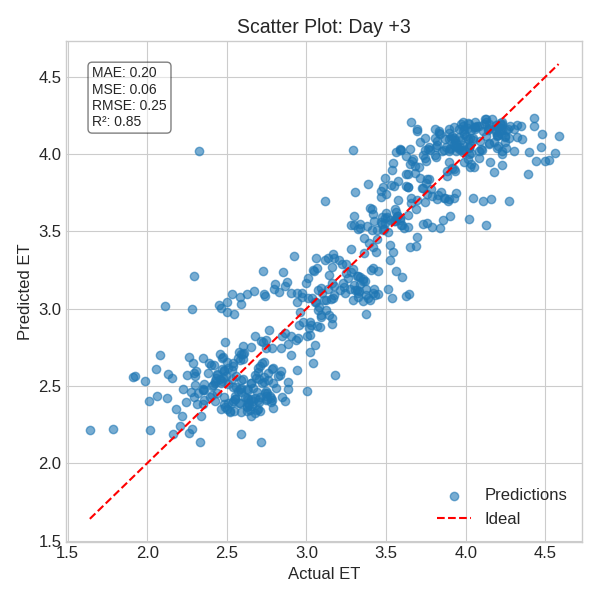 Scatter Plot: Day +3
MAE: 0.20
MSE: 0.06
RMSE: 0.25
R²: 0.85
4.5
4.0
3.5
3.0
2.5
2.0
1.5
Predicted ET
Predictions
Ideal
1.5 2.0 2.5 3.0 3.5 4.0 4.5
Actual ET